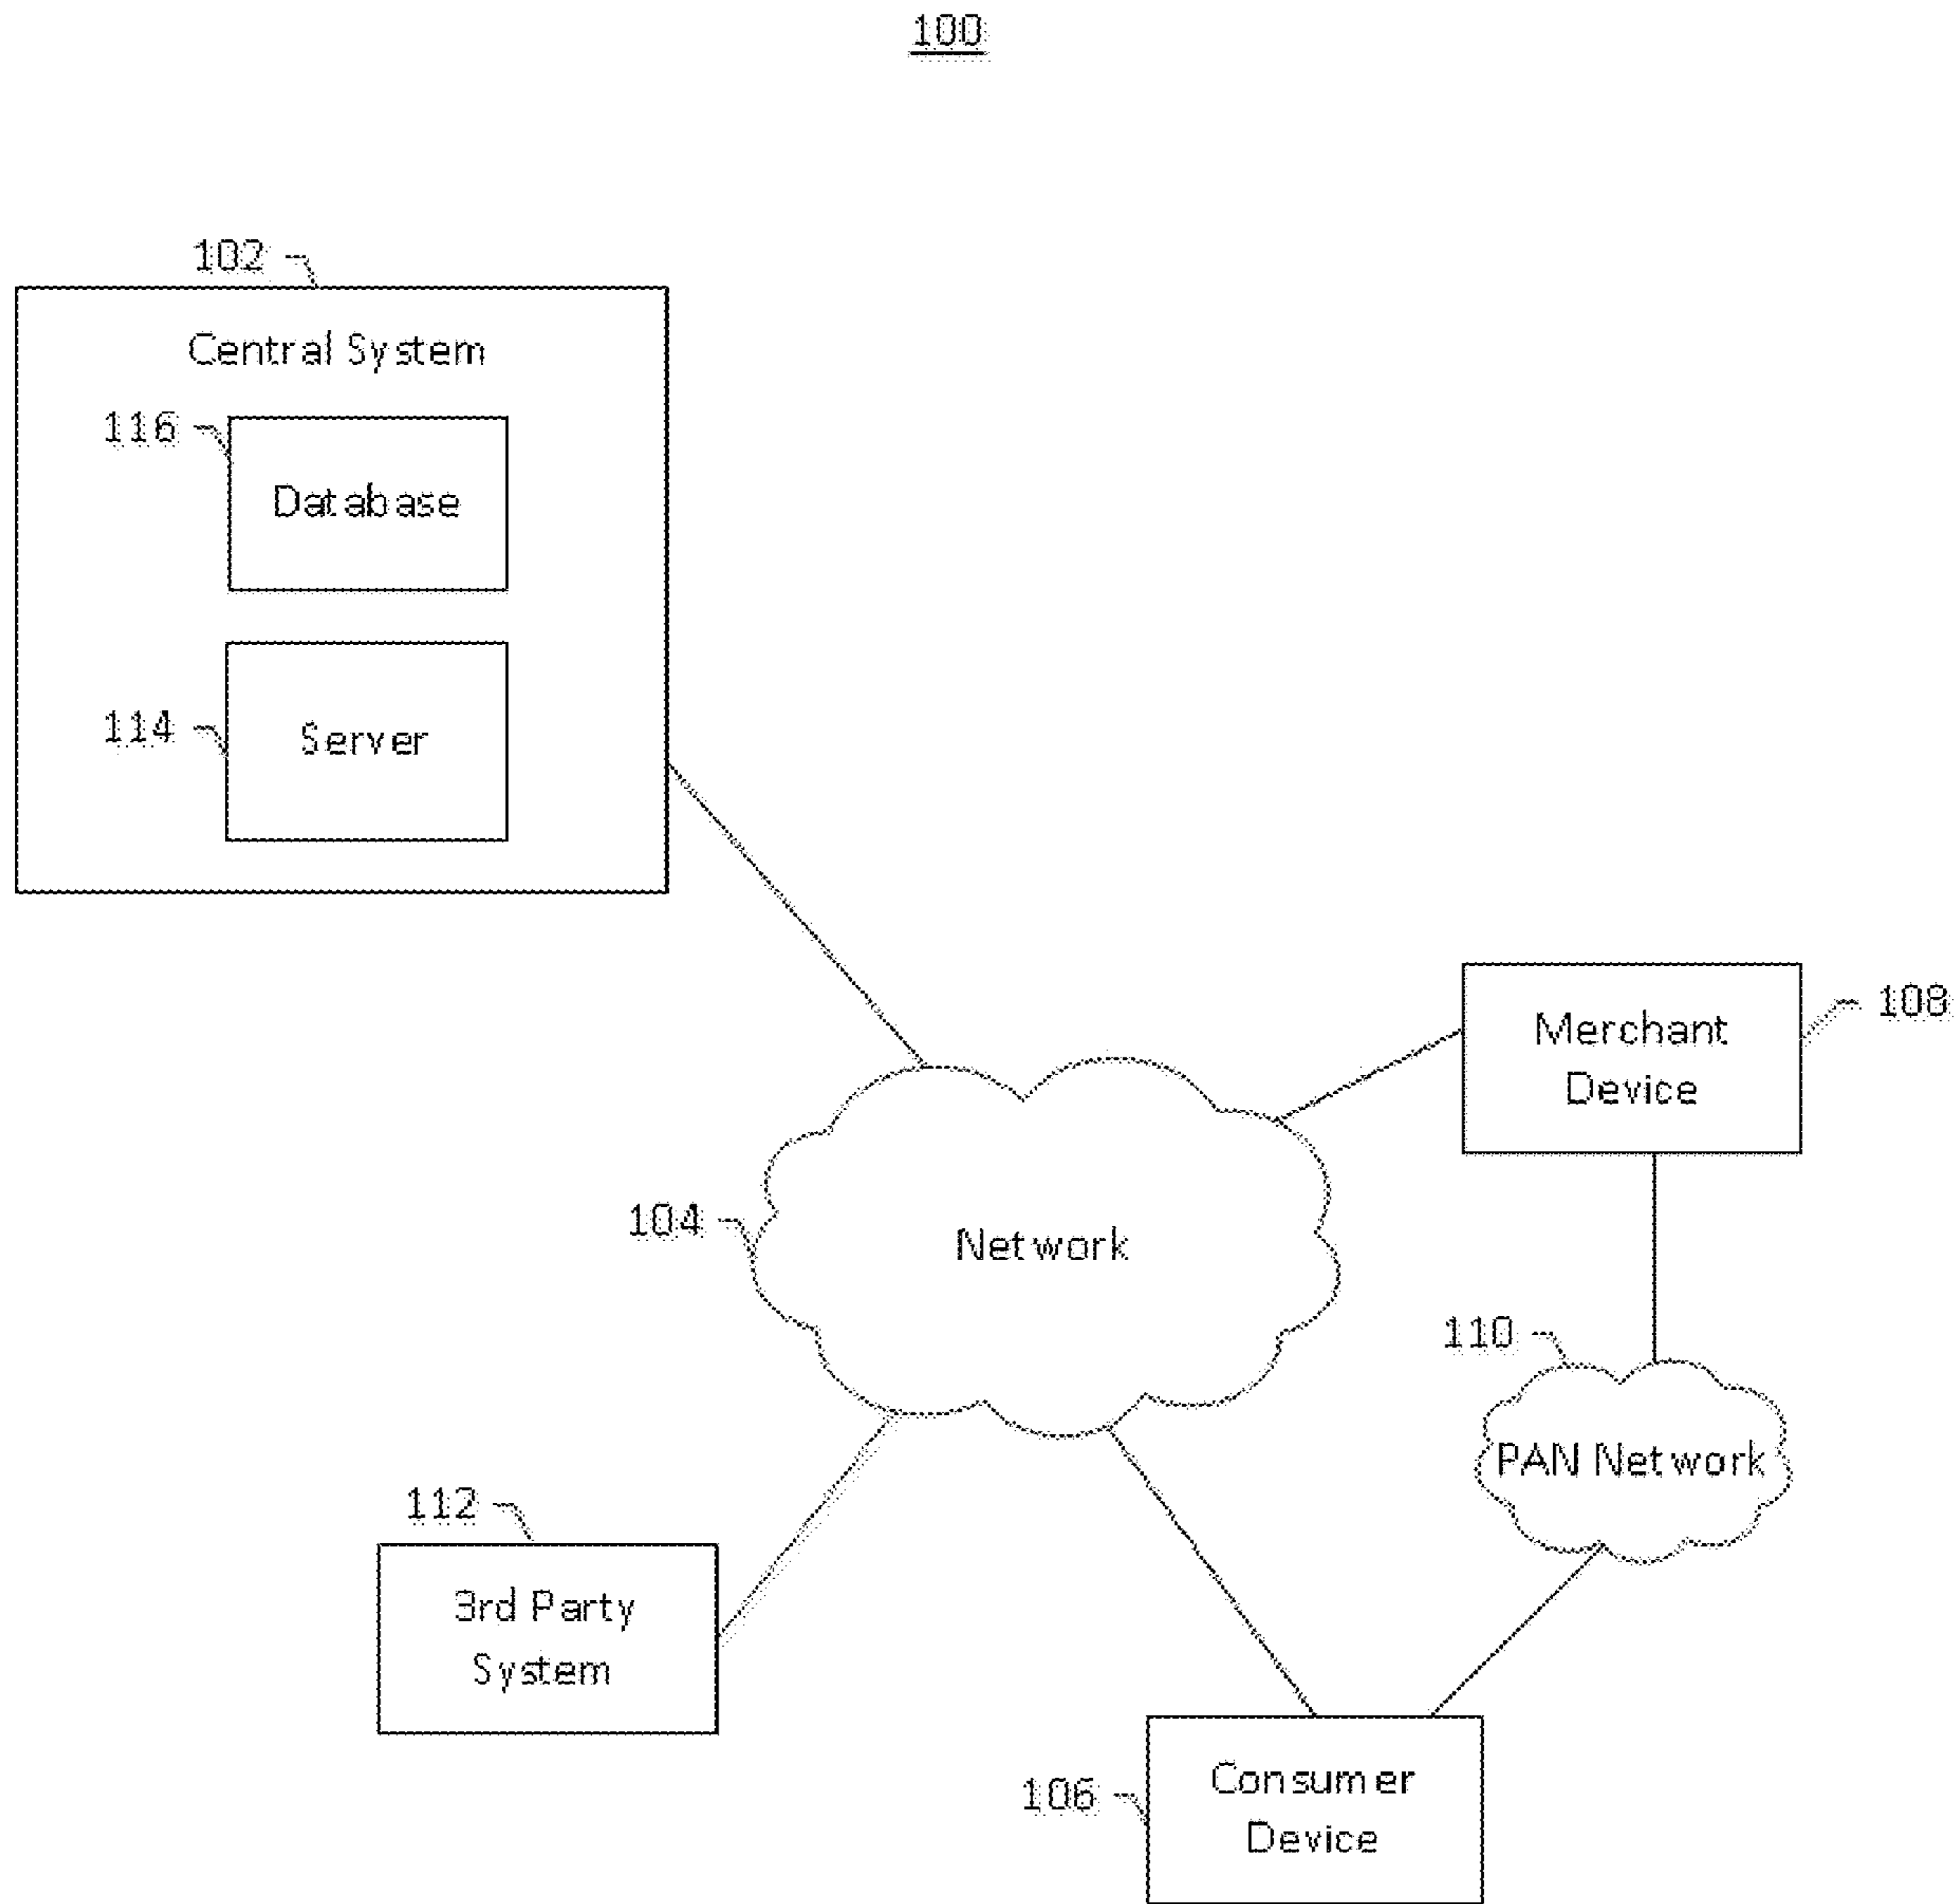 100
102
Central System
116
Database
114
Server
Merchant
Device
108
104
Network
110
PAN Network
112
3rd Party
System
106
Consumer
Device